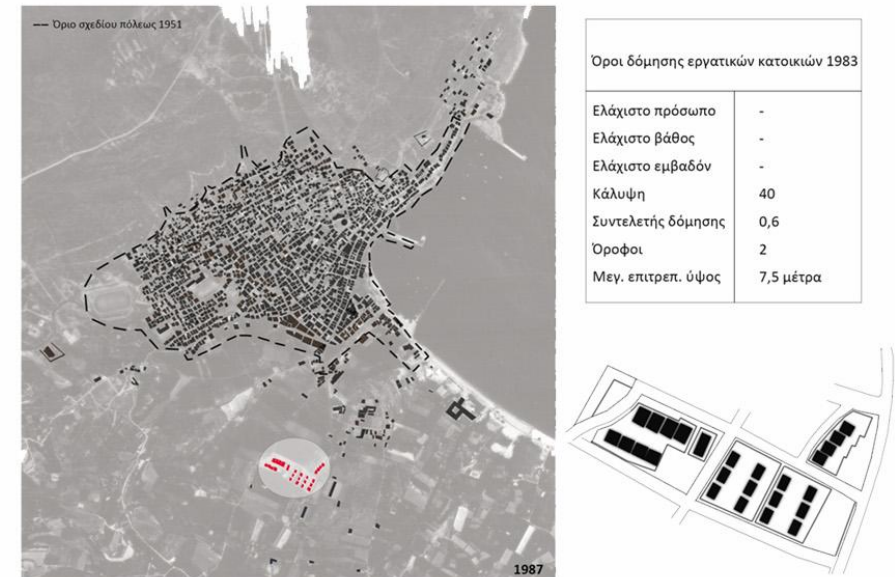 Όριο σχεδίου πόλεως 1951
1987
Όροι δόμησης εργατικών κατοικιών 1983
Ελάχιστο πρόσωπο -
Ελάχιστο βάθος -
Ελάχιστο εμβαδόν -
Κάλυψη 40
Συντελετής δόμησης 0,6
Όροφοι 2
Μεγ. επιτρεπ. ύψος 7,5 μέτρα